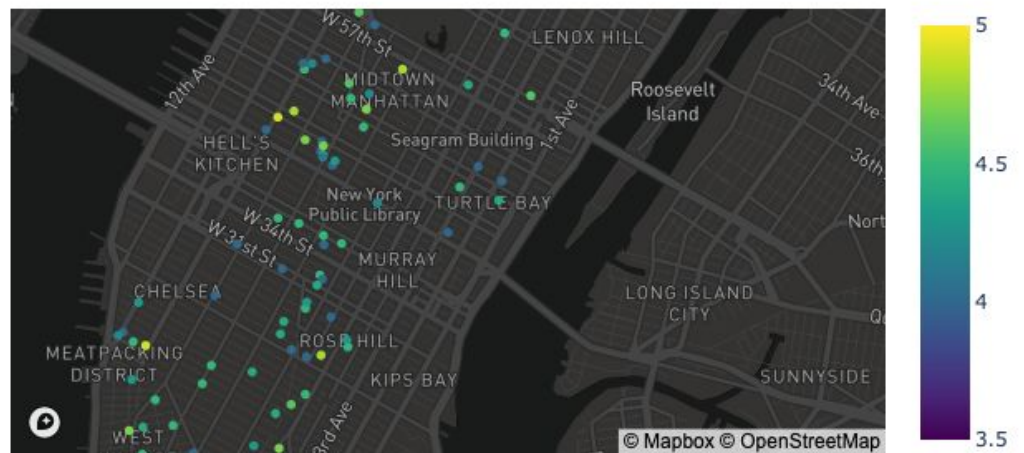 W 57th St
LENOX HILL
12th Ave
MIDTOWN
MANHATTAN
Roosevelt
Island
34th Ave
HELL'S
KITCHEN
Seagram Building
1st Ave
36th
New York
Public Library
TURTLE BAY
W 34th St
W 31st St
Nort
MURRAY
HILL
CHELSEA
LONG ISLAND
CITY
Qu
MEATPACKING
DISTRICT
ROSE HILL
KIPS BAY
SUNNYSIDE
WEST
3rd Ave
© Mapbox © OpenStreetMap
5
4.5
4
3.5